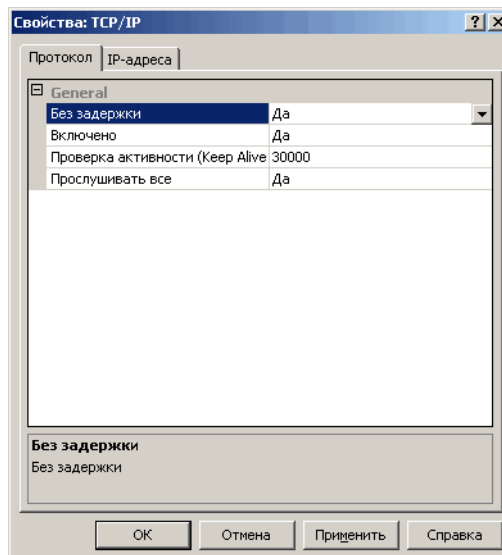 Свойства: TCP/IP
Протокол IP-адреса
General
Без задержки Да
Включено Да
Проверка активности (Keep Alive 30000
Прослушивать все Да
Без задержки
Без задержки
OK Отмена Применить Справка